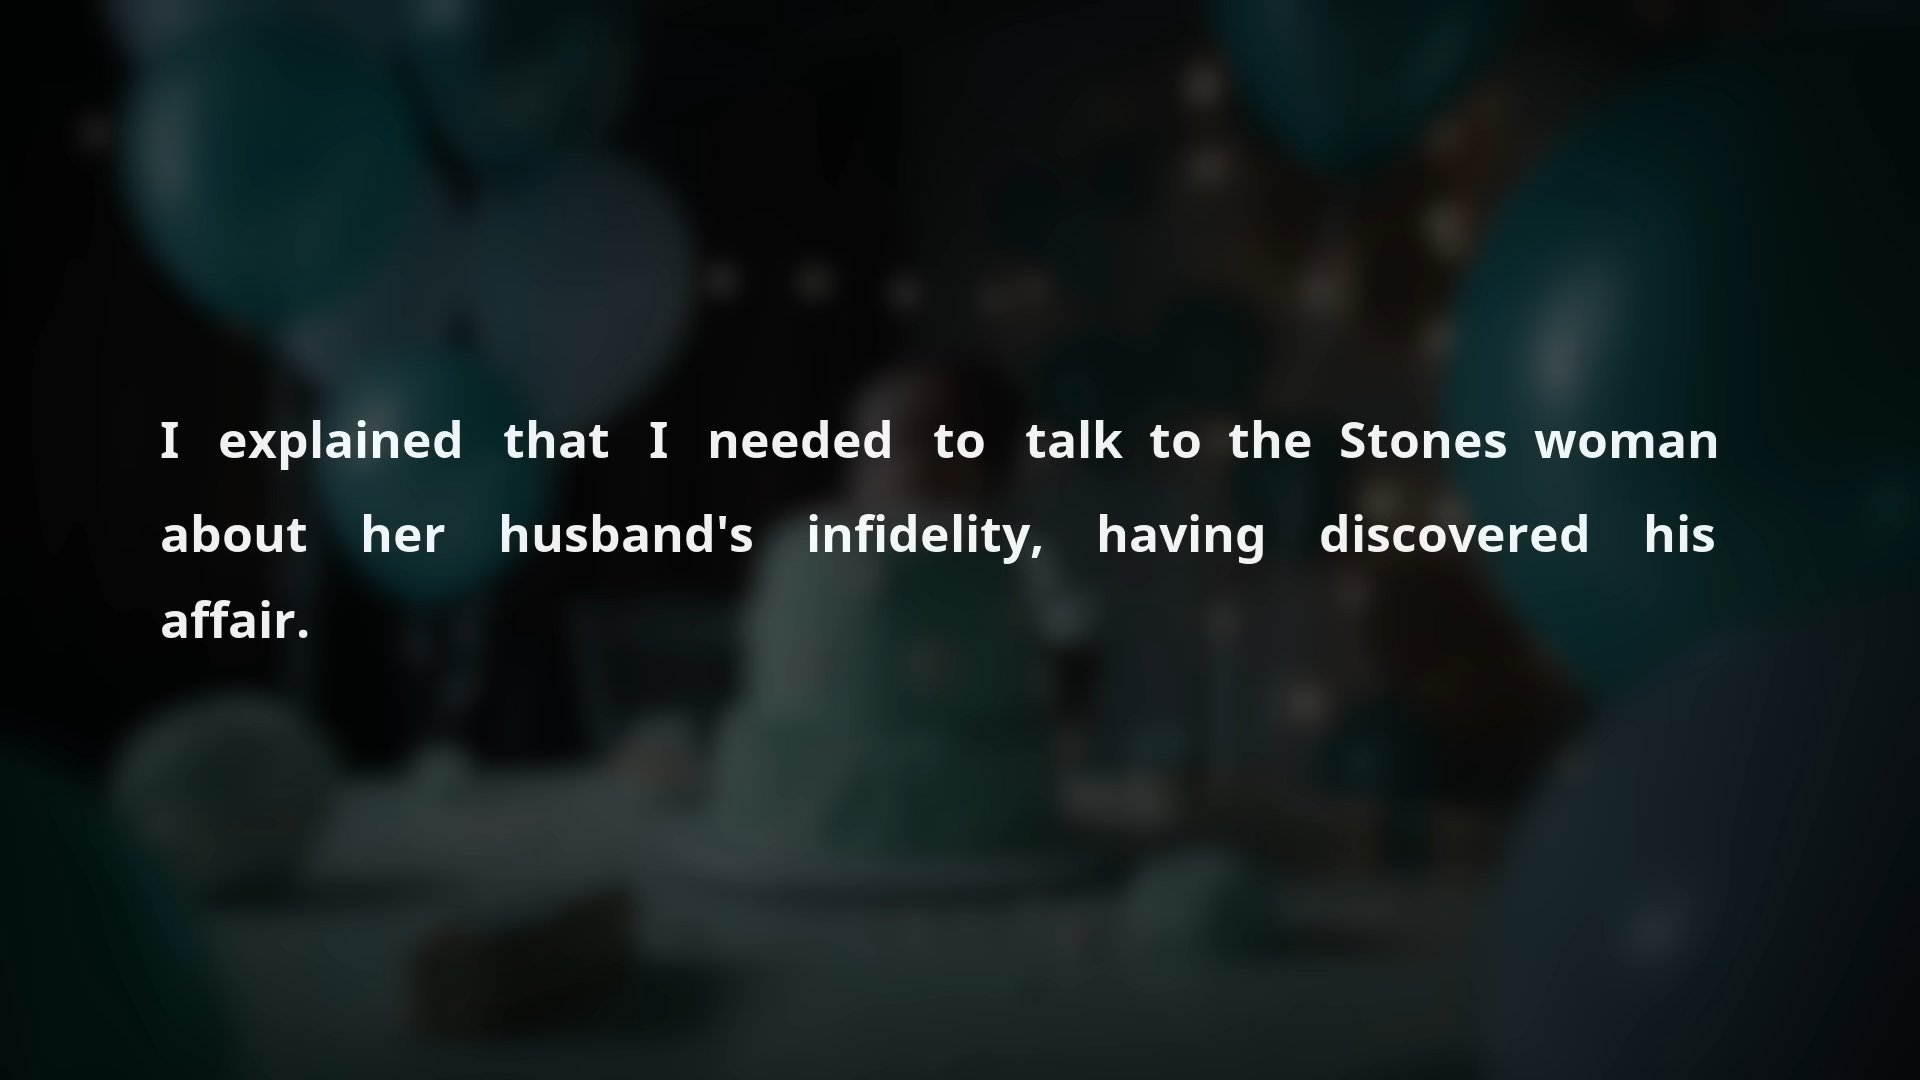 I explained that I needed to talk to the Stones woman
about her husband's infidelity, having discovered his
affair.